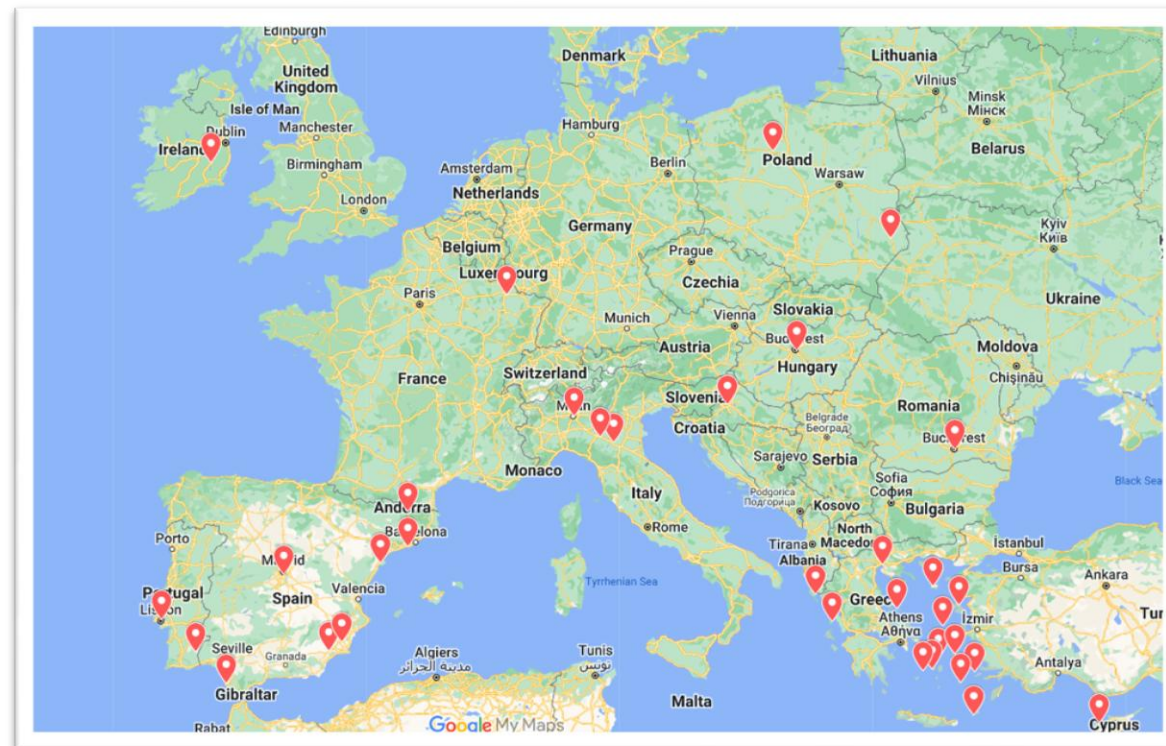 Edinburgh
Denmark
Lithuania
United
Kingdom
Vilnius
Minsk
Мінск
Isle of Man
Hamburg
Dublin
Manchester
Ireland
Poland
Belarus
Birmingham
Amsterdam
Berlin
Warsaw
Netherlands
London
Germany
Kyiv
Київ
Belgium
Prague
Luxembourg
Czechia
Paris
Ukraine
Slovakia
Munich
Vienna
Budapest
Austria
Moldova
Hungary
Chișinău
Switzerland
France
Slovenia
Milan
Romania
Croatia
Belgrade
Београд
Bucharest
Sarajevo
Serbia
Monaco
Sofia
София
Black Sea
Italy
Podgorica
Подгорица
Kosovo
Bulgaria
Andorra
Rome
North
Macedonia
Barcelona
Tirana
İstanbul
Porto
Albania
Bursa
Madrid
Ankara
Tyrrhenian Sea
Portugal
Valencia
Lisbon
Spain
Greece
Tur
Athens
Αθήνα
İzmir
Seville
Granada
Algiers
مدينة الجزائر
Tunis
تونس
Antalya
Gibraltar
Malta
Rabat
Google My Maps
Cyprus